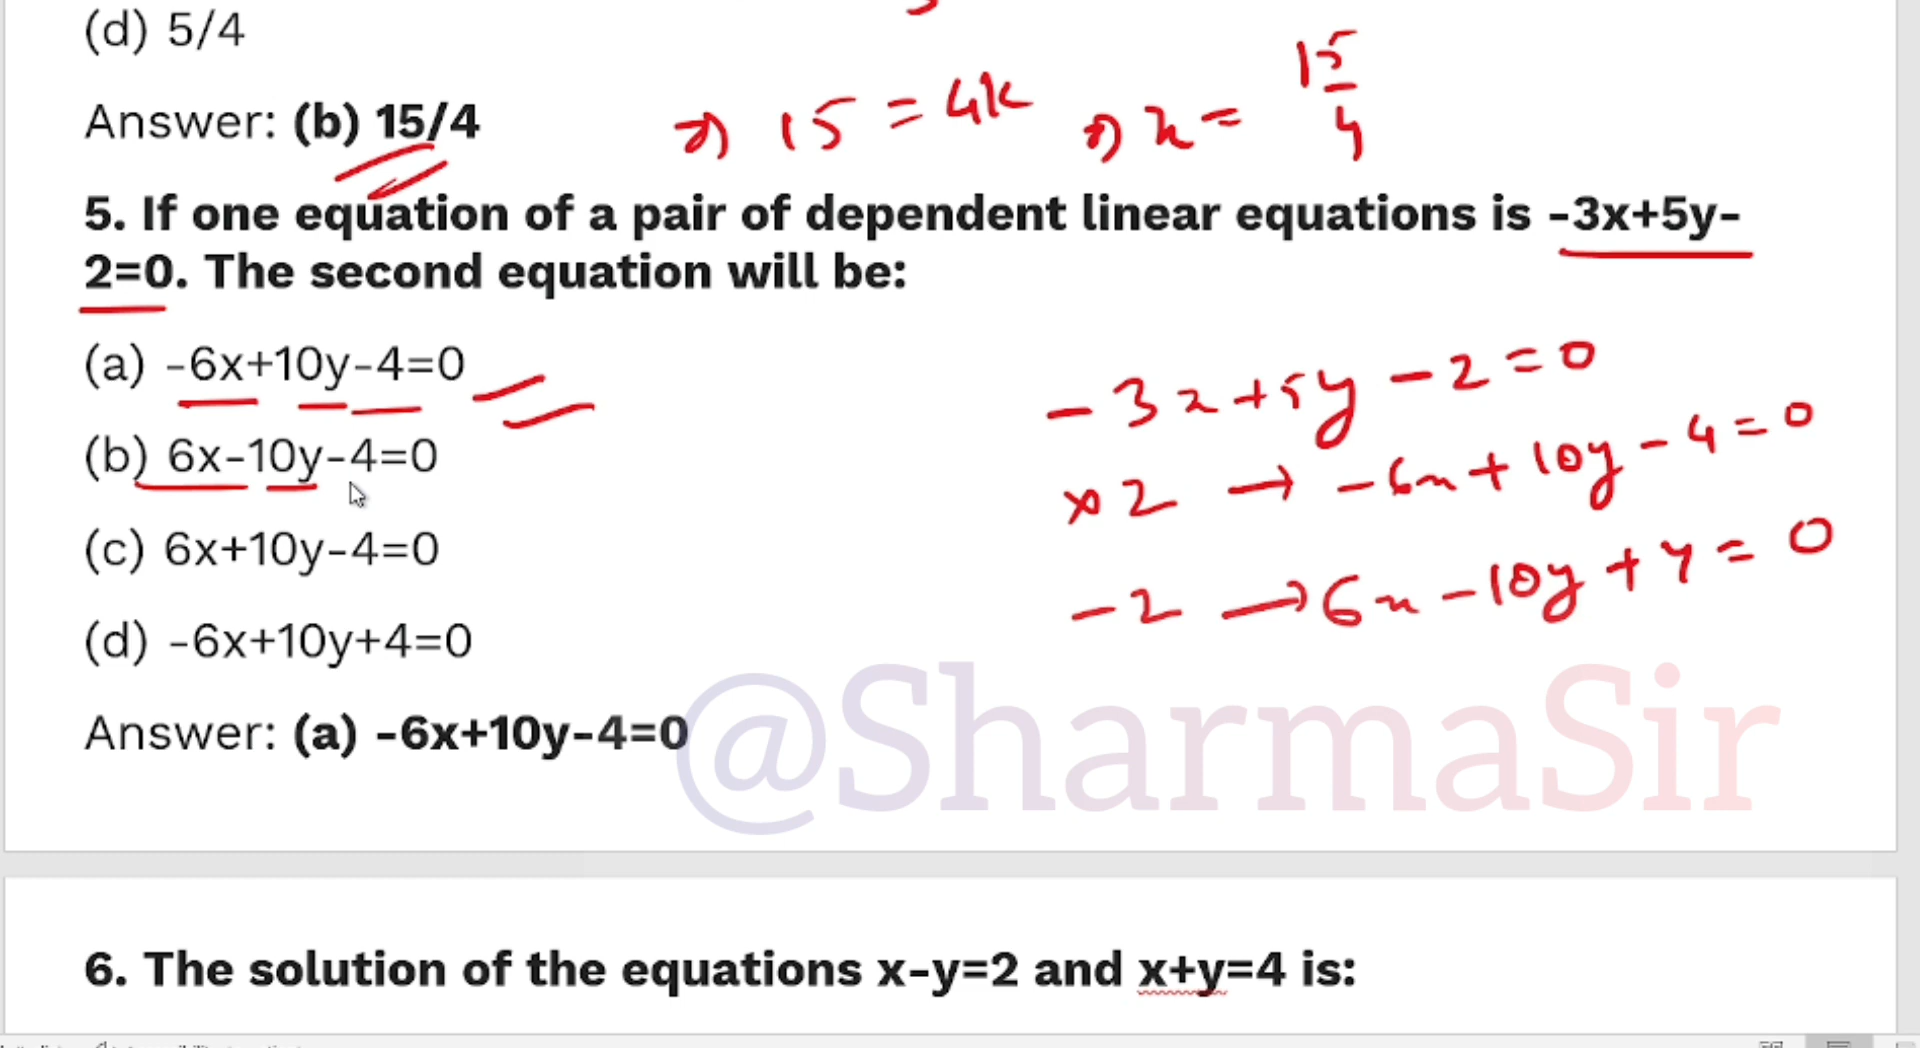 (d) 5/4
15/4
Answer: (b) 15/4
⇒ 15 = 4k ⇒ x =
5. If one equation of a pair of dependent linear equations is -3x+5y-
2=0. The second equation will be:
(a) -6x+10y-4=0
-3x+5y-2=0
(b) 6x-10y-4=0
×2 → -6x+10y-4=0
(c) 6x+10y-4=0
-2 → 6x-10y+4=0
(d) -6x+10y+4=0
Answer: (a) -6x+10y-4=0
@SharmaSir
6. The solution of the equations x-y=2 and x+y=4 is: